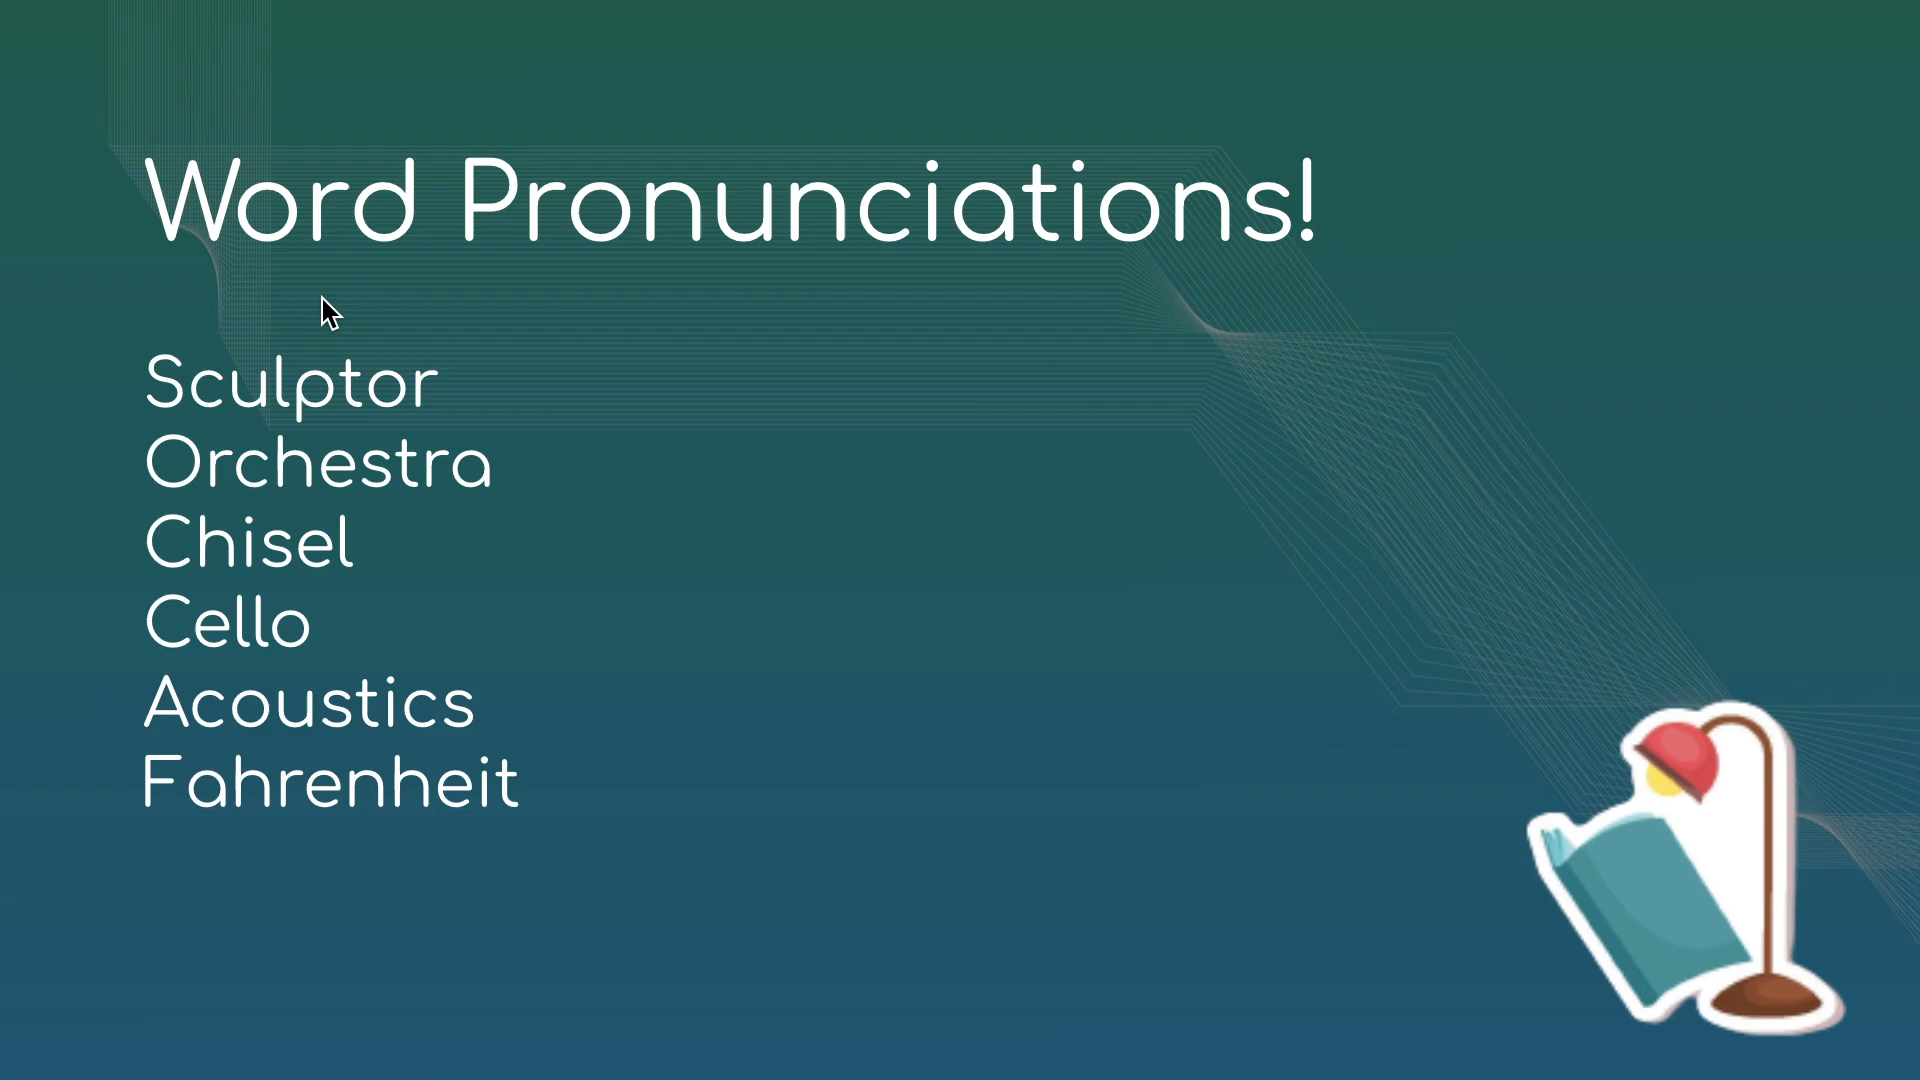 Word Pronunciations!
Sculptor
Orchestra
Chisel
Cello
Acoustics
Fahrenheit